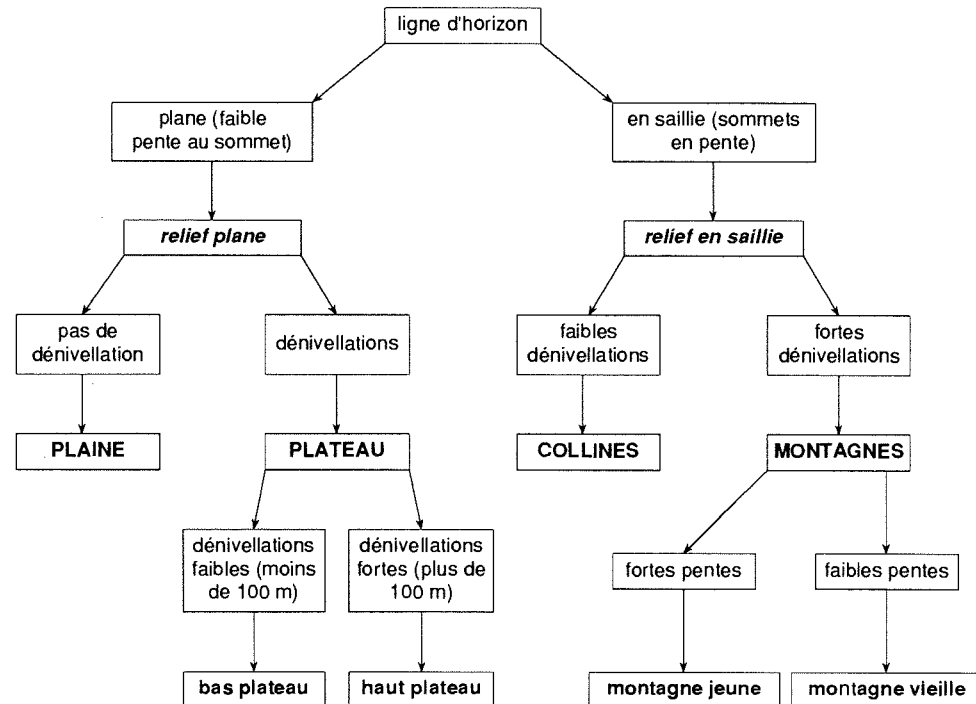 ligne d'horizon
plane (faible
pente au sommet)
en saillie (sommets
en pente)
relief plane
relief en saillie
pas de
dénivellation
dénivellations
faibles
dénivellations
fortes
dénivellations
PLAINE
PLATEAU
COLLINES
MONTAGNES
dénivellations
faibles (moins
de 100 m)
dénivellations
fortes (plus de
100 m)
fortes pentes
faibles pentes
bas plateau
haut plateau
montagne jeune
montagne vieille